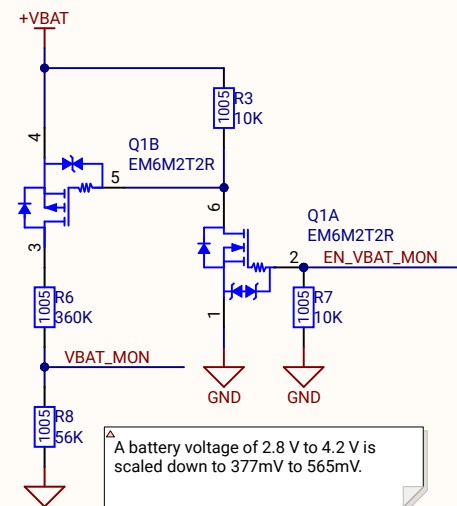 +VBAT
1005
R3
10K
4
Q1B
EM6M2T2R
5
6
Q1A
EM6M2T2R
3
2
EN_VBAT_MON
1005
R6
360K
1005
R7
10K
1
VBAT_MON
GND
GND
1005
R8
56K
A battery voltage of 2.8 V to 4.2 V is
scaled down to 377mV to 565mV.